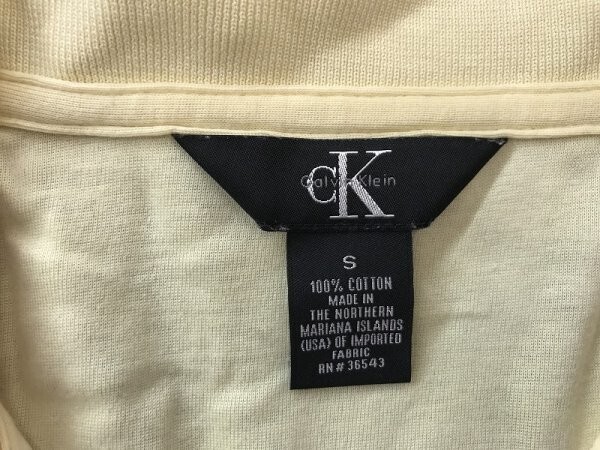 cK
Calvin Klein
S
100% COTTON
MADE IN
THE NORTHERN
MARIANA ISLANDS
(USA) OF IMPORTED
FABRIC
RN # 36543